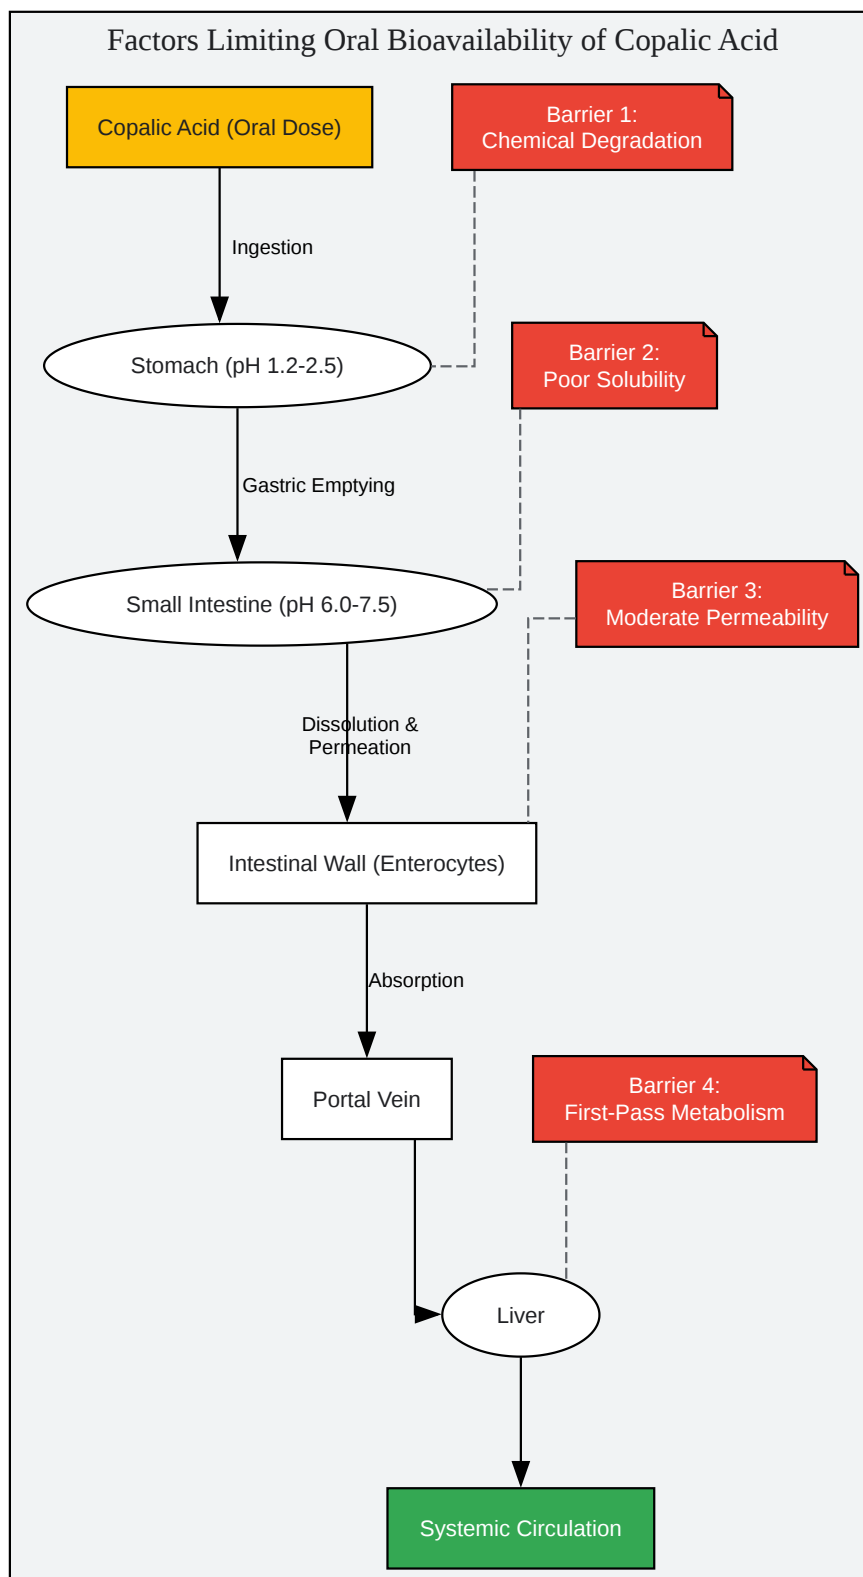 Factors Limiting Oral Bioavailability of Copalic Acid
Copalic Acid (Oral Dose)
Barrier 1:
Chemical Degradation
Ingestion
Stomach (pH 1.2-2.5)
Barrier 2:
Poor Solubility
Gastric Emptying
Small Intestine (pH 6.0-7.5)
Barrier 3:
Moderate Permeability
Dissolution &
Permeation
Intestinal Wall (Enterocytes)
Absorption
Portal Vein
Barrier 4:
First-Pass Metabolism
Liver
Systemic Circulation